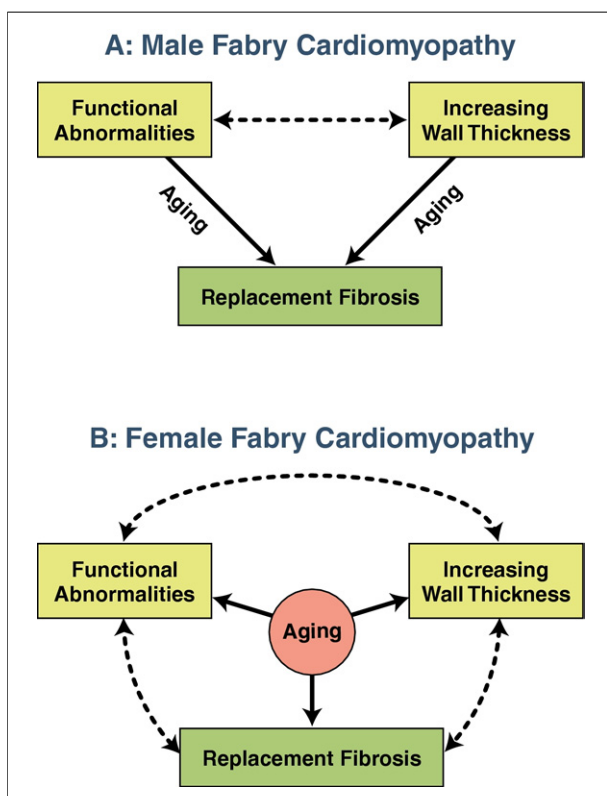 A: Male Fabry Cardiomyopathy
Functional
Abnormalities
Increasing
Wall Thickness
Aging
Aging
Replacement Fibrosis
B: Female Fabry Cardiomyopathy
Functional
Abnormalities
Increasing
Wall Thickness
Aging
Replacement Fibrosis